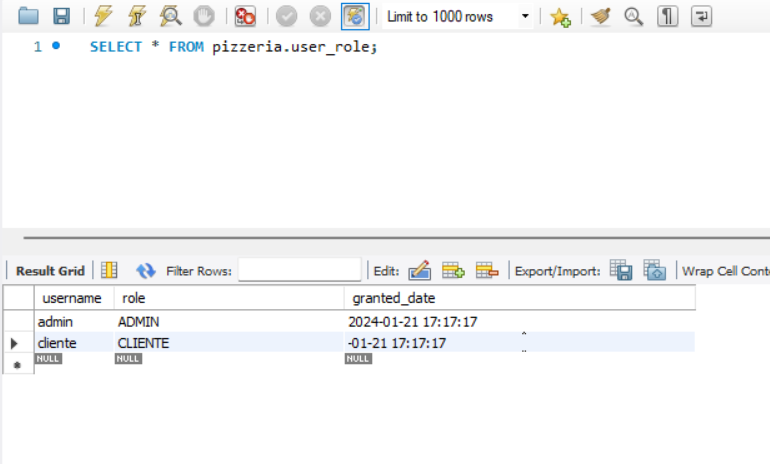 Limit to 1000 rows
1 SELECT * FROM pizzeria.user_role;
Result Grid Filter Rows: Edit: Export/Import: Wrap Cell Conte
username role granted_date
admin ADMIN 2024-01-21 17:17:17
cliente CLIENTE -01-21 17:17:17
NULL NULL NULL